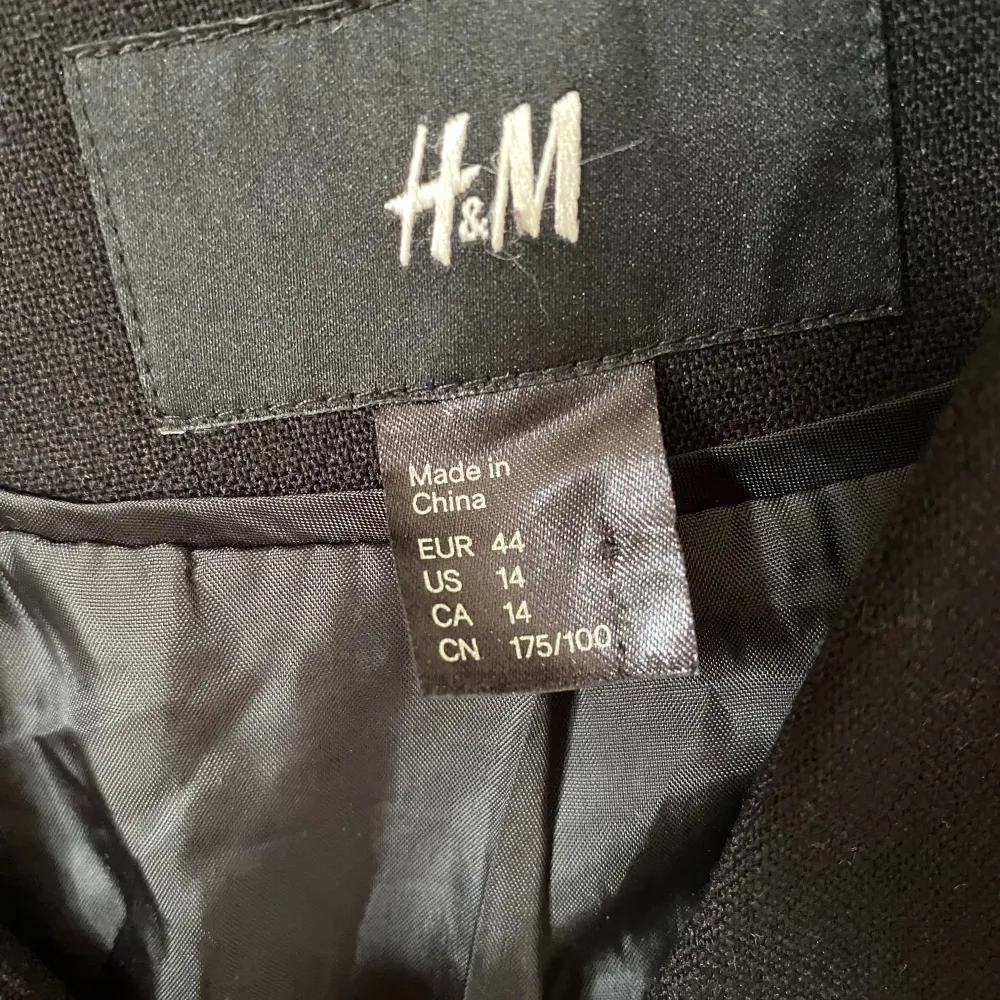 H&M
Made in
China
EUR 44
US 14
CA 14
CN 175/100